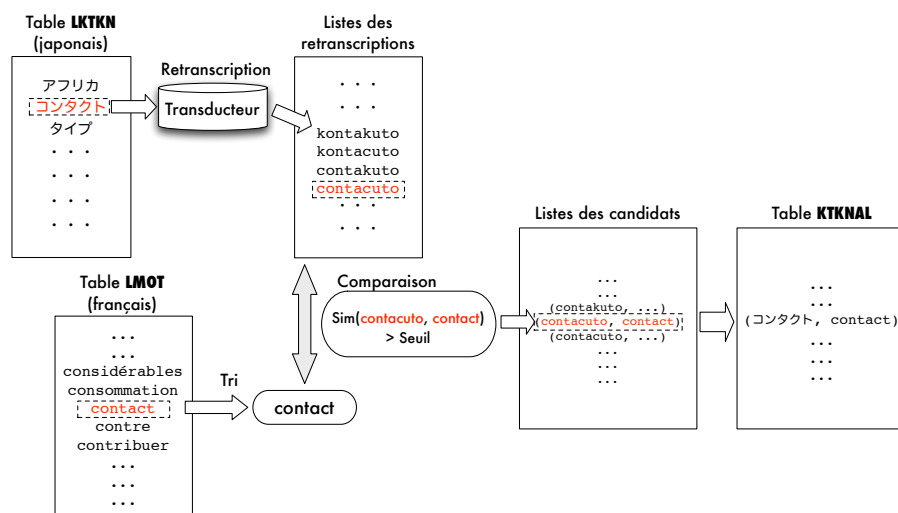 Table LKTKN
(japonais)
アフリカ
コンタクト
タイプ
. . .
. . .
. . .
. . .
Retranscription
Transducteur
Listes des
retranscriptions
. . .
. . .
kontakuto
kontacuto
contakuto
contacuto
. . .
. . .
Table LMOT
(français)
...
...
considérables
consommation
contact
contre
contribuer
...
...
...
Tri
contact
Comparaison
Sim(contacuto, contact)
> Seuil
Listes des candidats
...
...
(contakuto, ...)
(contacuto, contact)
(contacuto, ...)
...
...
...
Table KTKNAL
...
...
(コンタクト, contact)
...
...
...